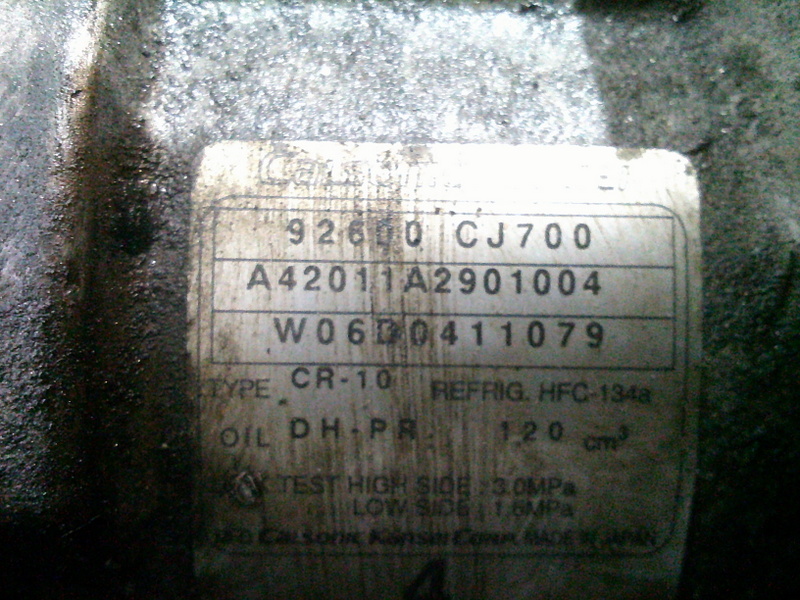 92600 CJ700
A42011A2901004
W06D0411079
TYPE CR-10 REFRIG. HFC-134a
OIL DH-PR 120 cm³
TEST HIGH SIDE : 3.0MPa
LOW SIDE : 1.6MPa
Calsonic Kansei Corp. MADE IN JAPAN
4